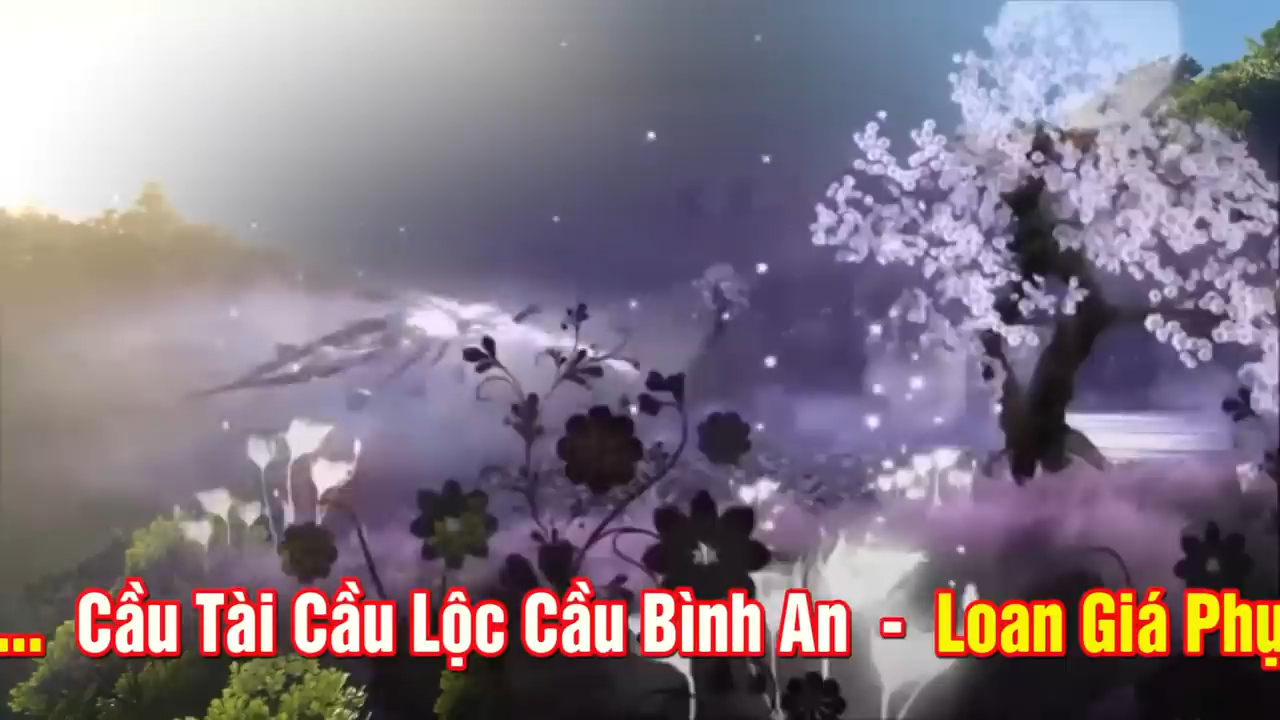 ... Cầu Tài Cầu Lộc Cầu Bình An - Loan Giá Phụ